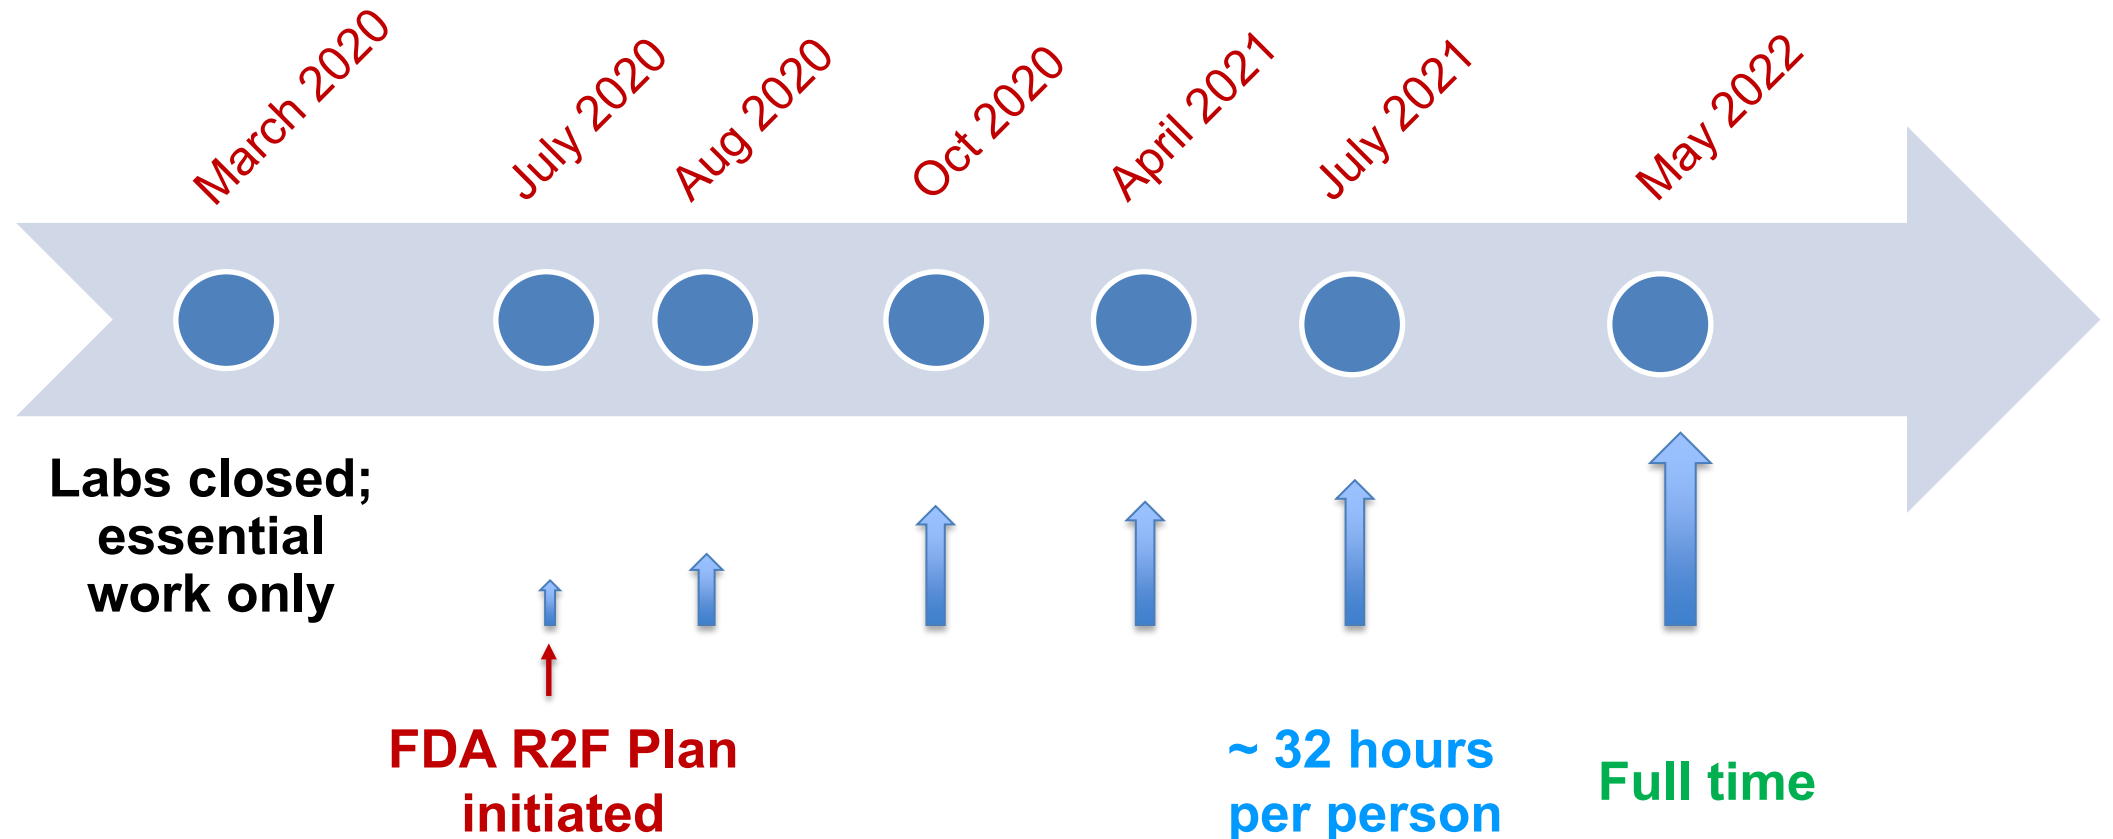 March 2020
July 2020
Aug 2020
Oct 2020
April 2021
July 2021
May 2022
Labs closed;
essential
work only
FDA R2F Plan
initiated
~ 32 hours
per person
Full time